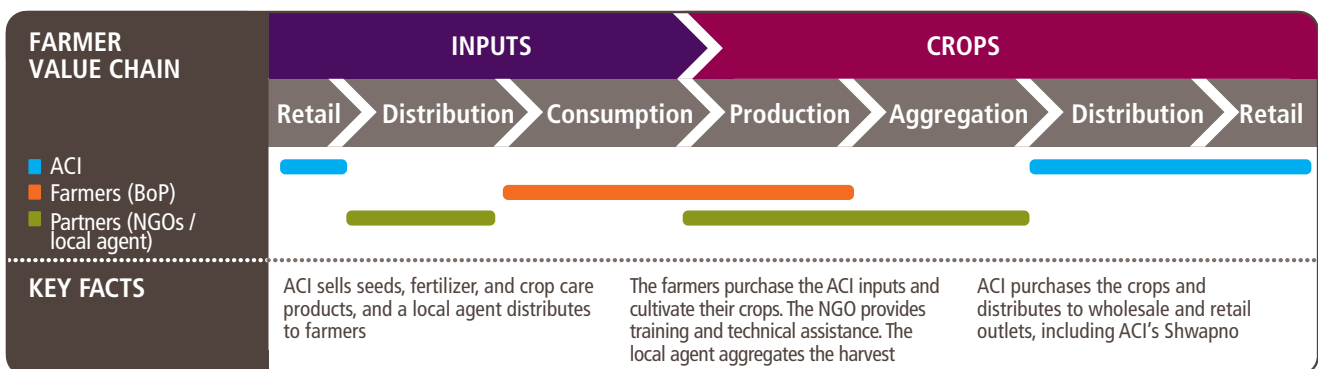 FARMER
VALUE CHAIN
INPUTS
CROPS
Retail
Distribution
Consumption
Production
Aggregation
Distribution
Retail
ACI
Farmers (BoP)
Partners (NGOs /
local agent)
KEY FACTS
ACI sells seeds, fertilizer, and crop care
products, and a local agent distributes
to farmers
The farmers purchase the ACI inputs and
cultivate their crops. The NGO provides
training and technical assistance. The
local agent aggregates the harvest
ACI purchases the crops and
distributes to wholesale and retail
outlets, including ACI’s Shwapno